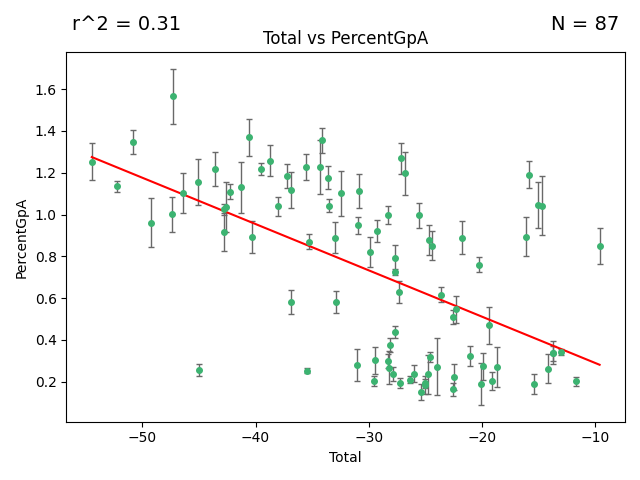 r^2 = 0.31
N = 87
Total vs PercentGpA
1.6
1.4
1.2
1.0
0.8
0.6
0.4
0.2
PercentGpA
−50
−40
−30
−20
−10
Total